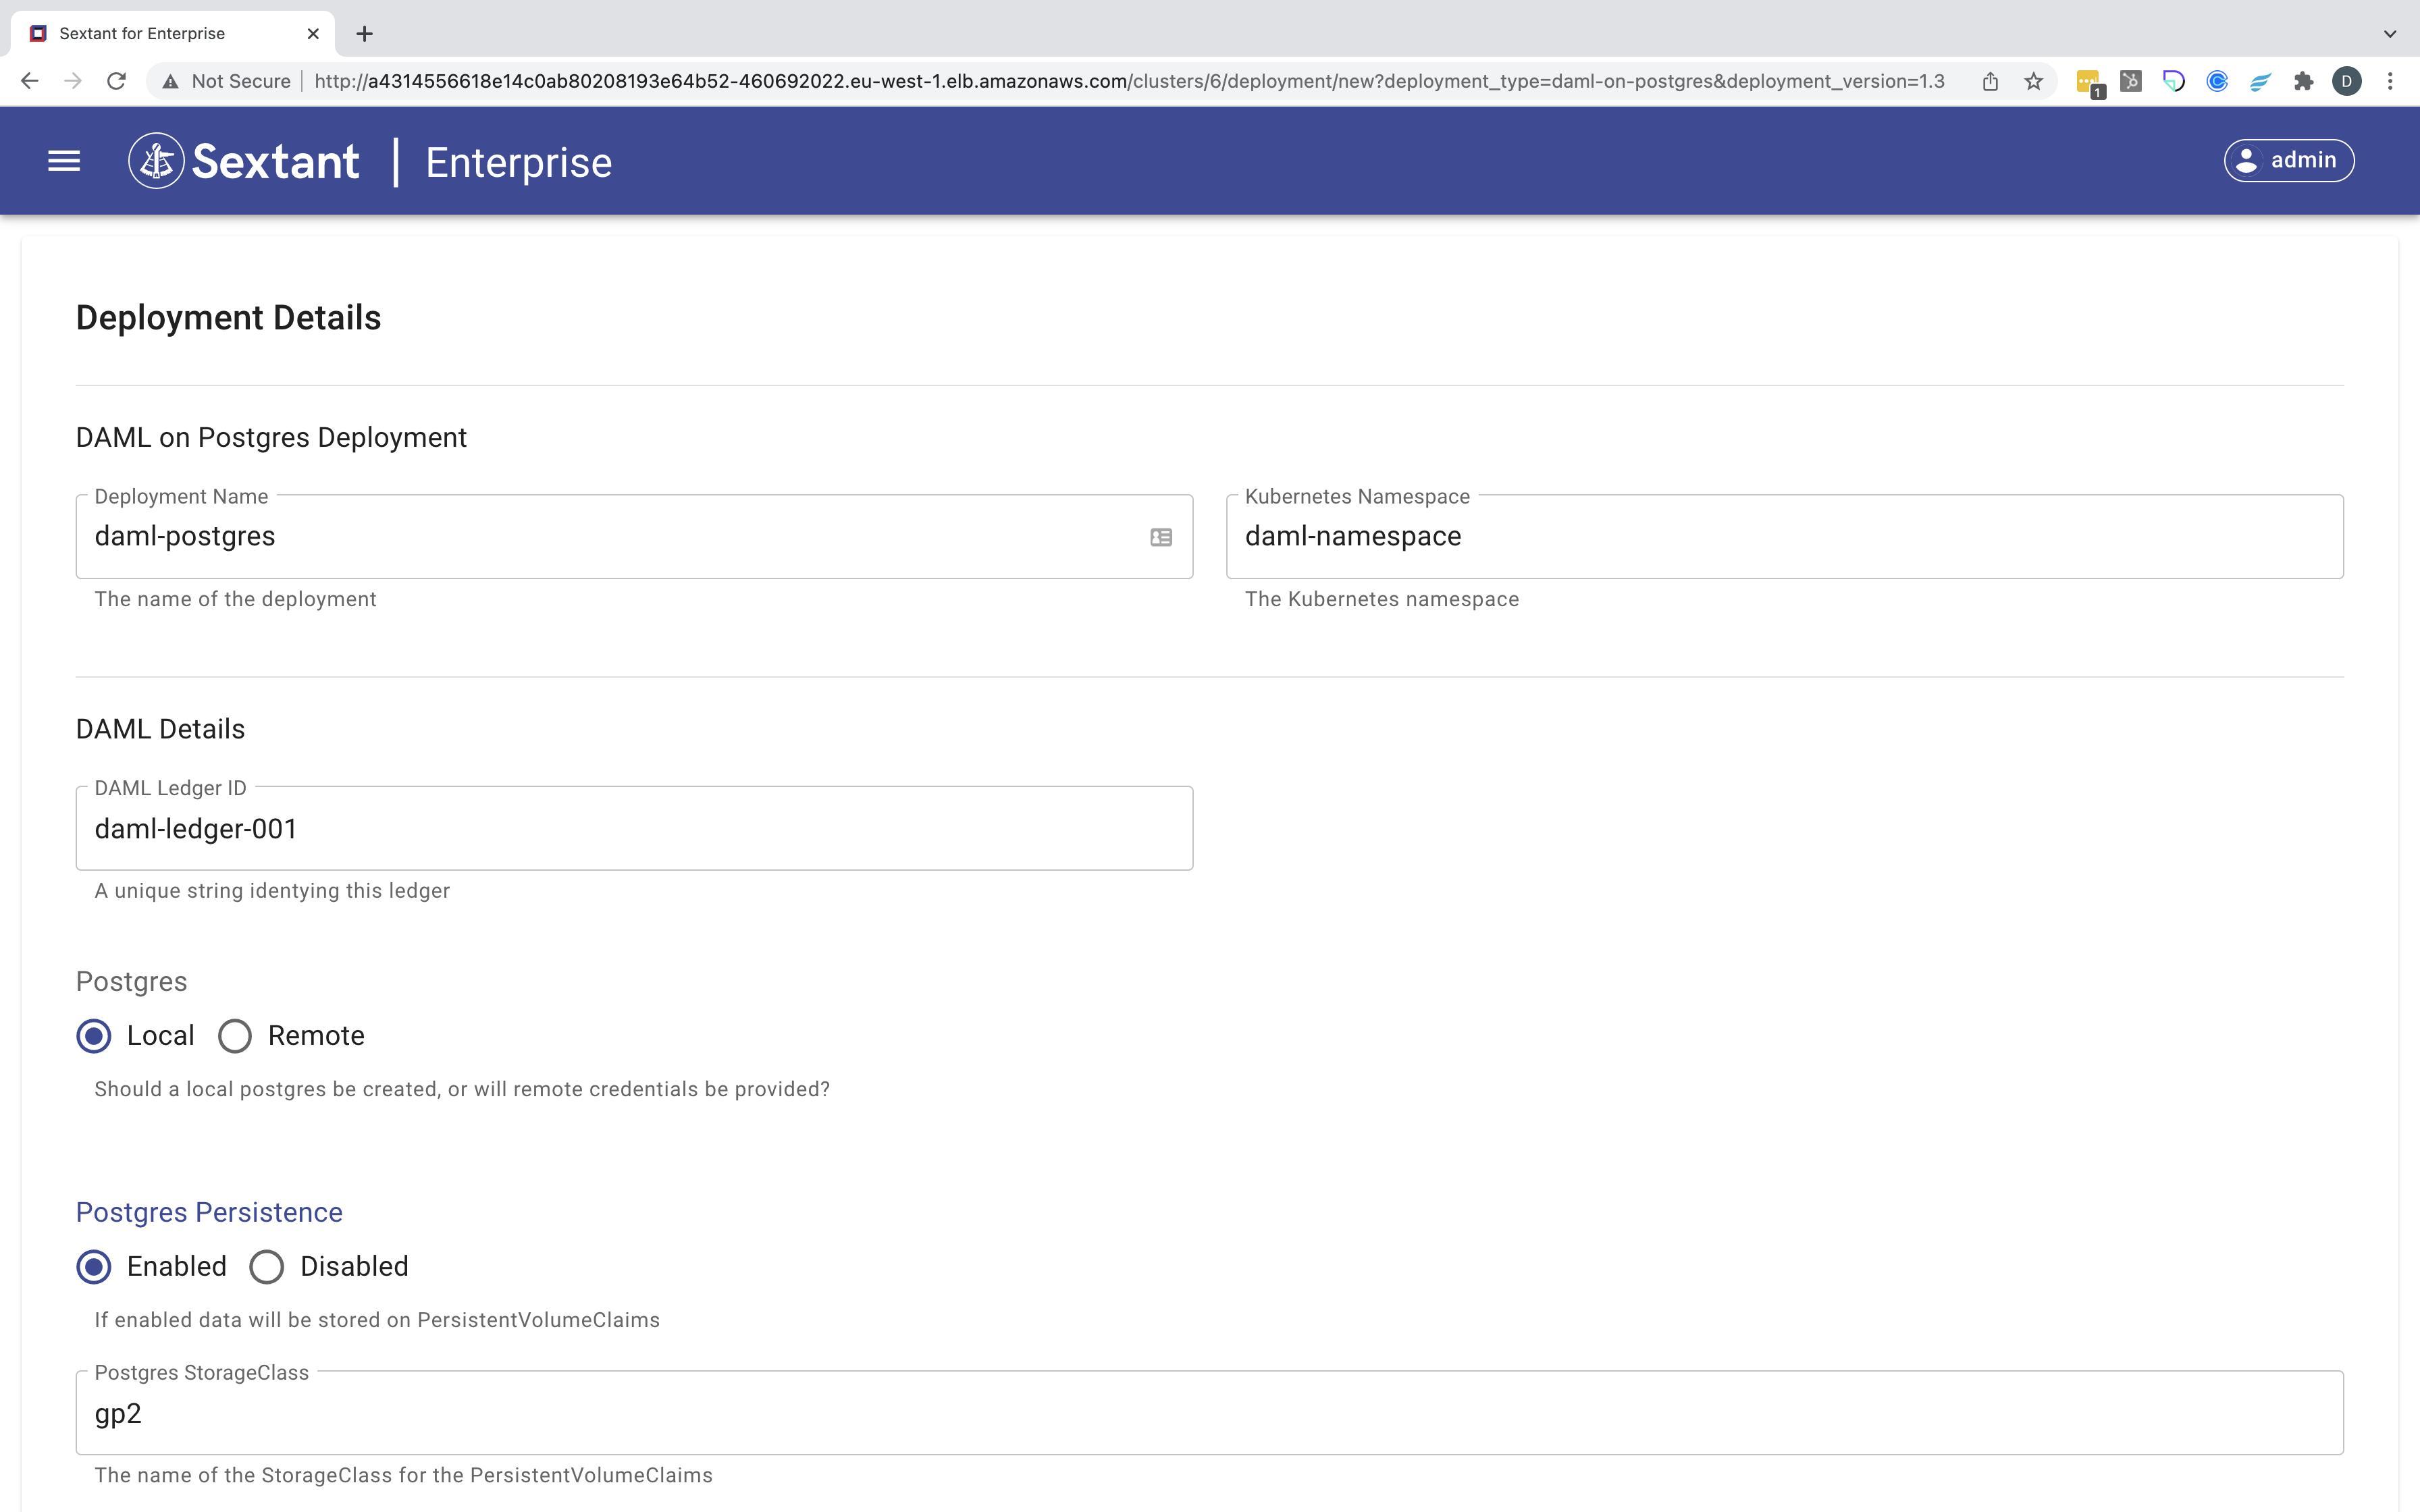 Sextant for Enterprise
Not Secure
http://a4314556618e14c0ab80208193e64b52-460692022.eu-west-1.elb.amazonaws.com/clusters/6/deployment/new?deployment_type=daml-on-postgres&deployment_version=1.3
1
D
Sextant | Enterprise
admin
Deployment Details
DAML on Postgres Deployment
Deployment Name
daml-postgres
The name of the deployment
Kubernetes Namespace
daml-namespace
The Kubernetes namespace
DAML Details
DAML Ledger ID
daml-ledger-001
A unique string identying this ledger
Postgres
Local
Remote
Should a local postgres be created, or will remote credentials be provided?
Postgres Persistence
Enabled
Disabled
If enabled data will be stored on PersistentVolumeClaims
Postgres StorageClass
gp2
The name of the StorageClass for the PersistentVolumeClaims